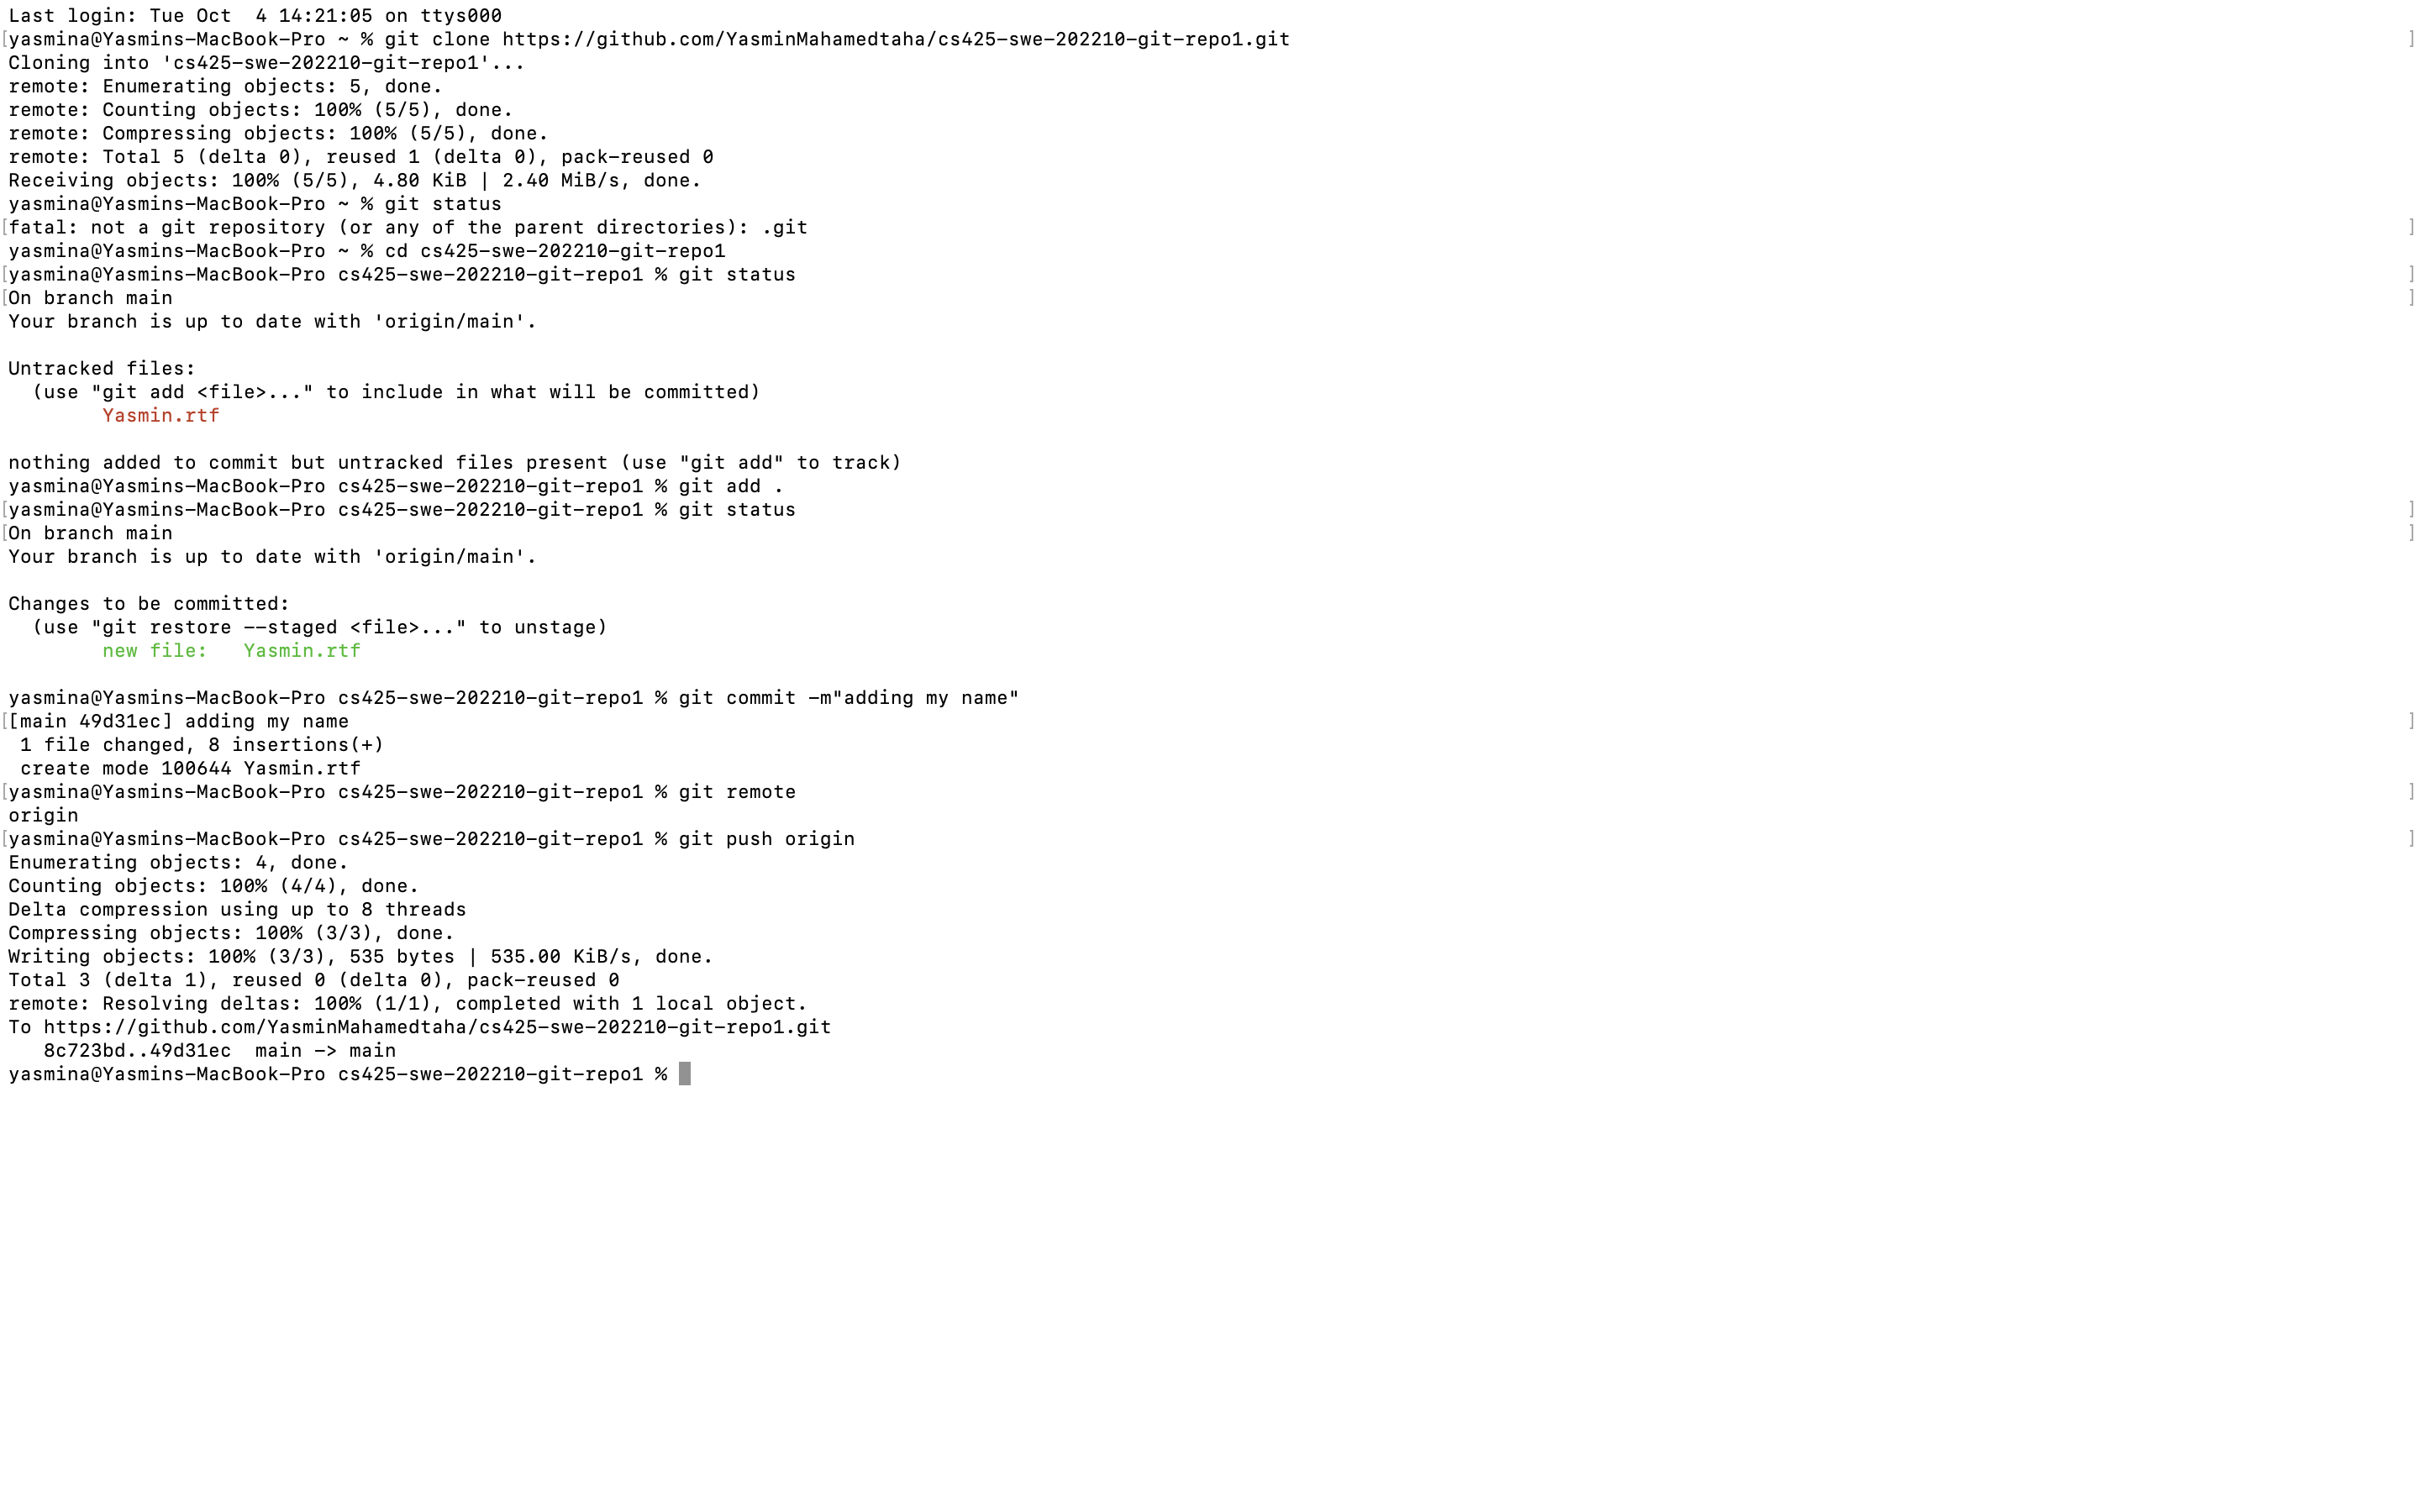 Last login: Tue Oct  4 14:21:05 on ttys000
[yasmina@Yasmins-MacBook-Pro ~ % git clone https://github.com/YasminMahamedtaha/cs425-swe-202210-git-repo1.git ]
Cloning into 'cs425-swe-202210-git-repo1'...
remote: Enumerating objects: 5, done.
remote: Counting objects: 100% (5/5), done.
remote: Compressing objects: 100% (5/5), done.
remote: Total 5 (delta 0), reused 1 (delta 0), pack-reused 0
Receiving objects: 100% (5/5), 4.80 KiB | 2.40 MiB/s, done.
yasmina@Yasmins-MacBook-Pro ~ % git status
[fatal: not a git repository (or any of the parent directories): .git ]
yasmina@Yasmins-MacBook-Pro ~ % cd cs425-swe-202210-git-repo1
[yasmina@Yasmins-MacBook-Pro cs425-swe-202210-git-repo1 % git status ]
[On branch main ]
Your branch is up to date with 'origin/main'.

Untracked files:
  (use "git add <file>..." to include in what will be committed)
        Yasmin.rtf

nothing added to commit but untracked files present (use "git add" to track)
yasmina@Yasmins-MacBook-Pro cs425-swe-202210-git-repo1 % git add .
[yasmina@Yasmins-MacBook-Pro cs425-swe-202210-git-repo1 % git status ]
[On branch main ]
Your branch is up to date with 'origin/main'.

Changes to be committed:
  (use "git restore --staged <file>..." to unstage)
        new file:   Yasmin.rtf

yasmina@Yasmins-MacBook-Pro cs425-swe-202210-git-repo1 % git commit -m"adding my name"
[[main 49d31ec] adding my name ]
 1 file changed, 8 insertions(+)
 create mode 100644 Yasmin.rtf
[yasmina@Yasmins-MacBook-Pro cs425-swe-202210-git-repo1 % git remote ]
origin
[yasmina@Yasmins-MacBook-Pro cs425-swe-202210-git-repo1 % git push origin ]
Enumerating objects: 4, done.
Counting objects: 100% (4/4), done.
Delta compression using up to 8 threads
Compressing objects: 100% (3/3), done.
Writing objects: 100% (3/3), 535 bytes | 535.00 KiB/s, done.
Total 3 (delta 1), reused 0 (delta 0), pack-reused 0
remote: Resolving deltas: 100% (1/1), completed with 1 local object.
To https://github.com/YasminMahamedtaha/cs425-swe-202210-git-repo1.git
   8c723bd..49d31ec  main -> main
yasmina@Yasmins-MacBook-Pro cs425-swe-202210-git-repo1 %